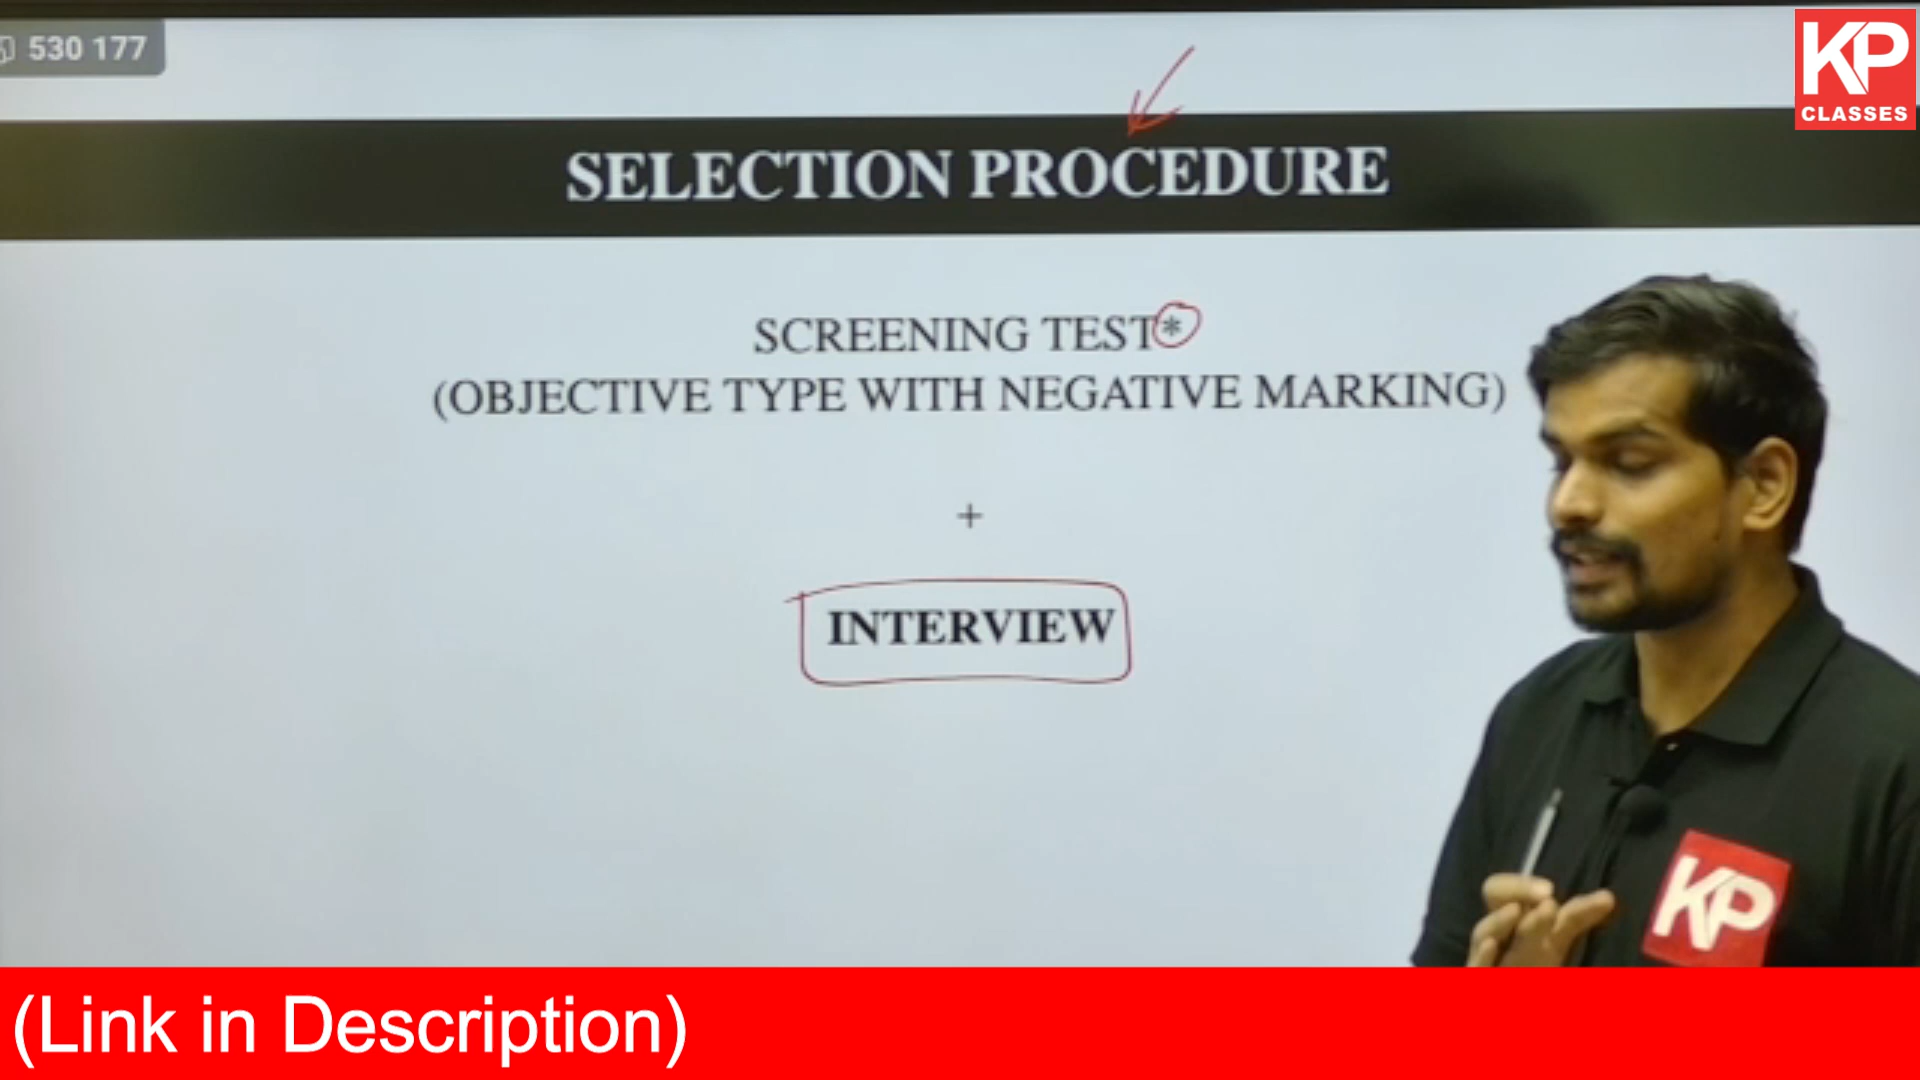 530 177
KP
CLASSES
SELECTION PROCEDURE
SCREENING TEST*
(OBJECTIVE TYPE WITH NEGATIVE MARKING)
+
INTERVIEW
KP
(Link in Description)